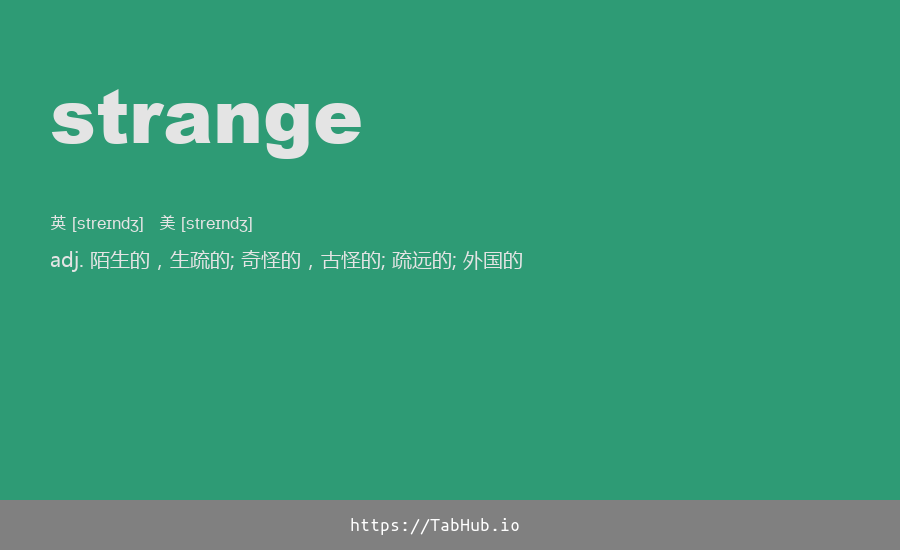 strange
英 [streɪndʒ] 美 [streɪndʒ]
adj. 陌生的，生疏的; 奇怪的，古怪的; 疏远的; 外国的
https://TabHub.io